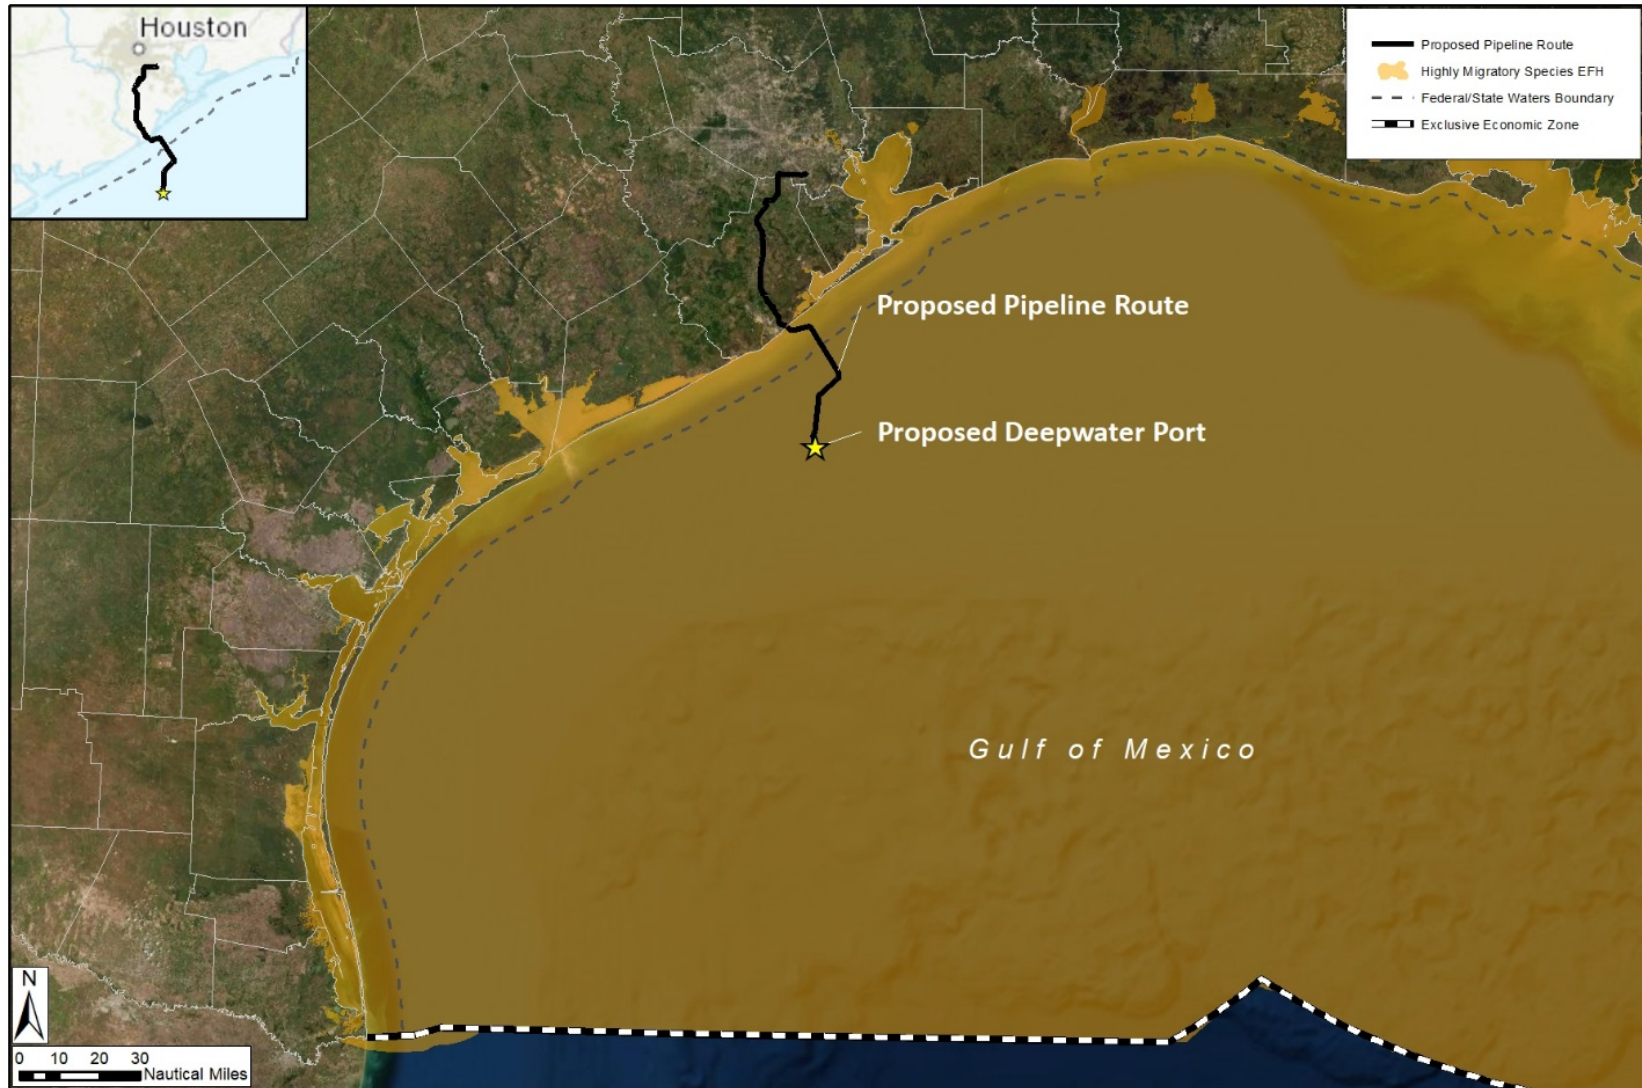 Houston
Proposed Pipeline Route
Highly Migratory Species EFH
Federal/State Waters Boundary
Exclusive Economic Zone
Proposed Pipeline Route
Proposed Deepwater Port
Gulf of Mexico
N
0 10 20 30
Nautical Miles